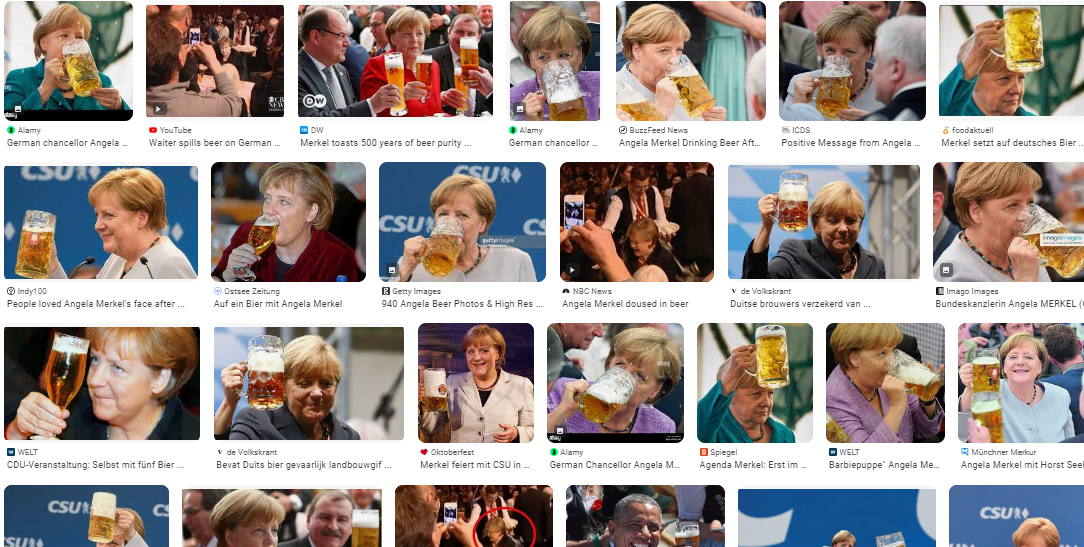 Alamy
German chancellor Angela ...
YouTube
Waiter spills beer on German ...
DW
DW
Merkel toasts 500 years of beer purity ...
Alamy
German chancellor ...
BuzzFeed News
Angela Merkel Drinking Beer Aft...
ICDS
Positive Message from Angela ...
foodaktuell
Merkel setzt auf deutsches Bier ...
CSU
Indy100
People loved Angela Merkel's face after ...
Ostsee Zeitung
Auf ein Bier mit Angela Merkel
CSU
gettyimages
Getty Images
940 Angela Beer Photos & High Res ...
NBC News
Angela Merkel doused in beer
de Volkskrant
Duitse brouwers verzekerd van ...
imagoimages
Imago Images
Bundeskanzlerin Angela MERKEL (
WELT
CDU-Veranstaltung: Selbst mit fünf Bier ...
de Volkskrant
Bevat Duits bier gevaarlijk landbouwgif ...
Oktoberfest
Merkel feiert mit CSU in ...
alamy
Alamy
German Chancellor Angela M...
Spiegel
Agenda Merkel: Erst im ...
WELT
Barbiepuppe" Angela Me...
Münchner Merkur
Angela Merkel mit Horst Seel
CSU
CSU